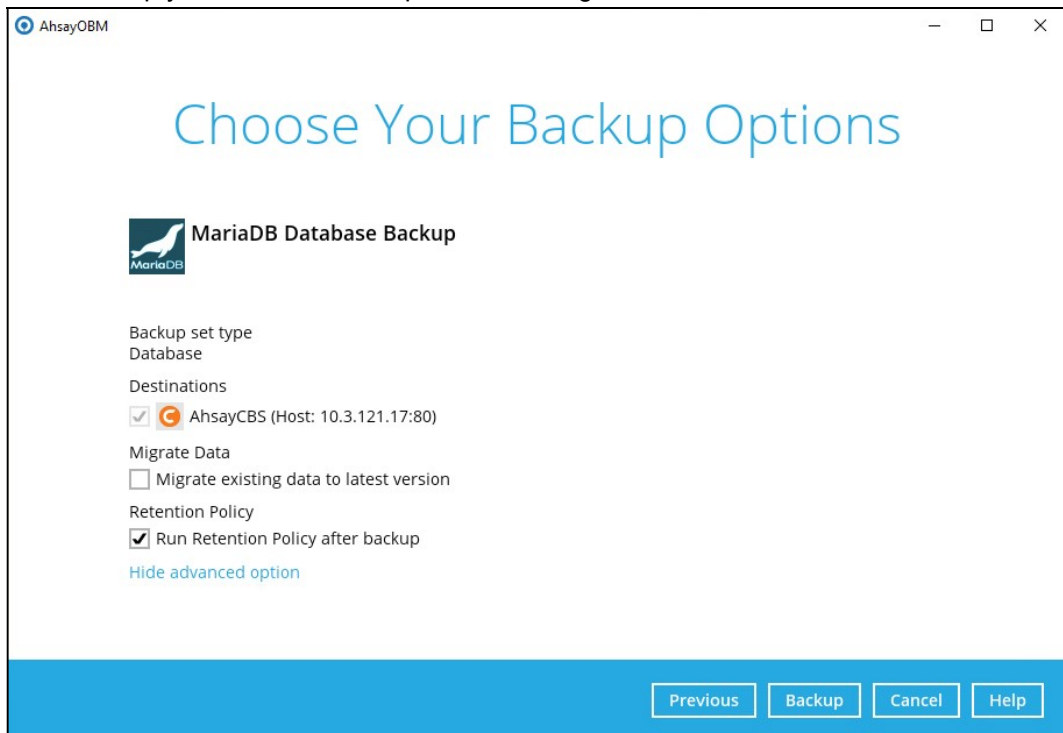 AhsayOBM
Choose Your Backup Options
MariaDB Database Backup
MariaDB
Backup set type
Database
Destinations
AhsayCBS (Host: 10.3.121.17:80)
Migrate Data
Migrate existing data to latest version
Retention Policy
Run Retention Policy after backup
Hide advanced option
Previous Backup Cancel Help